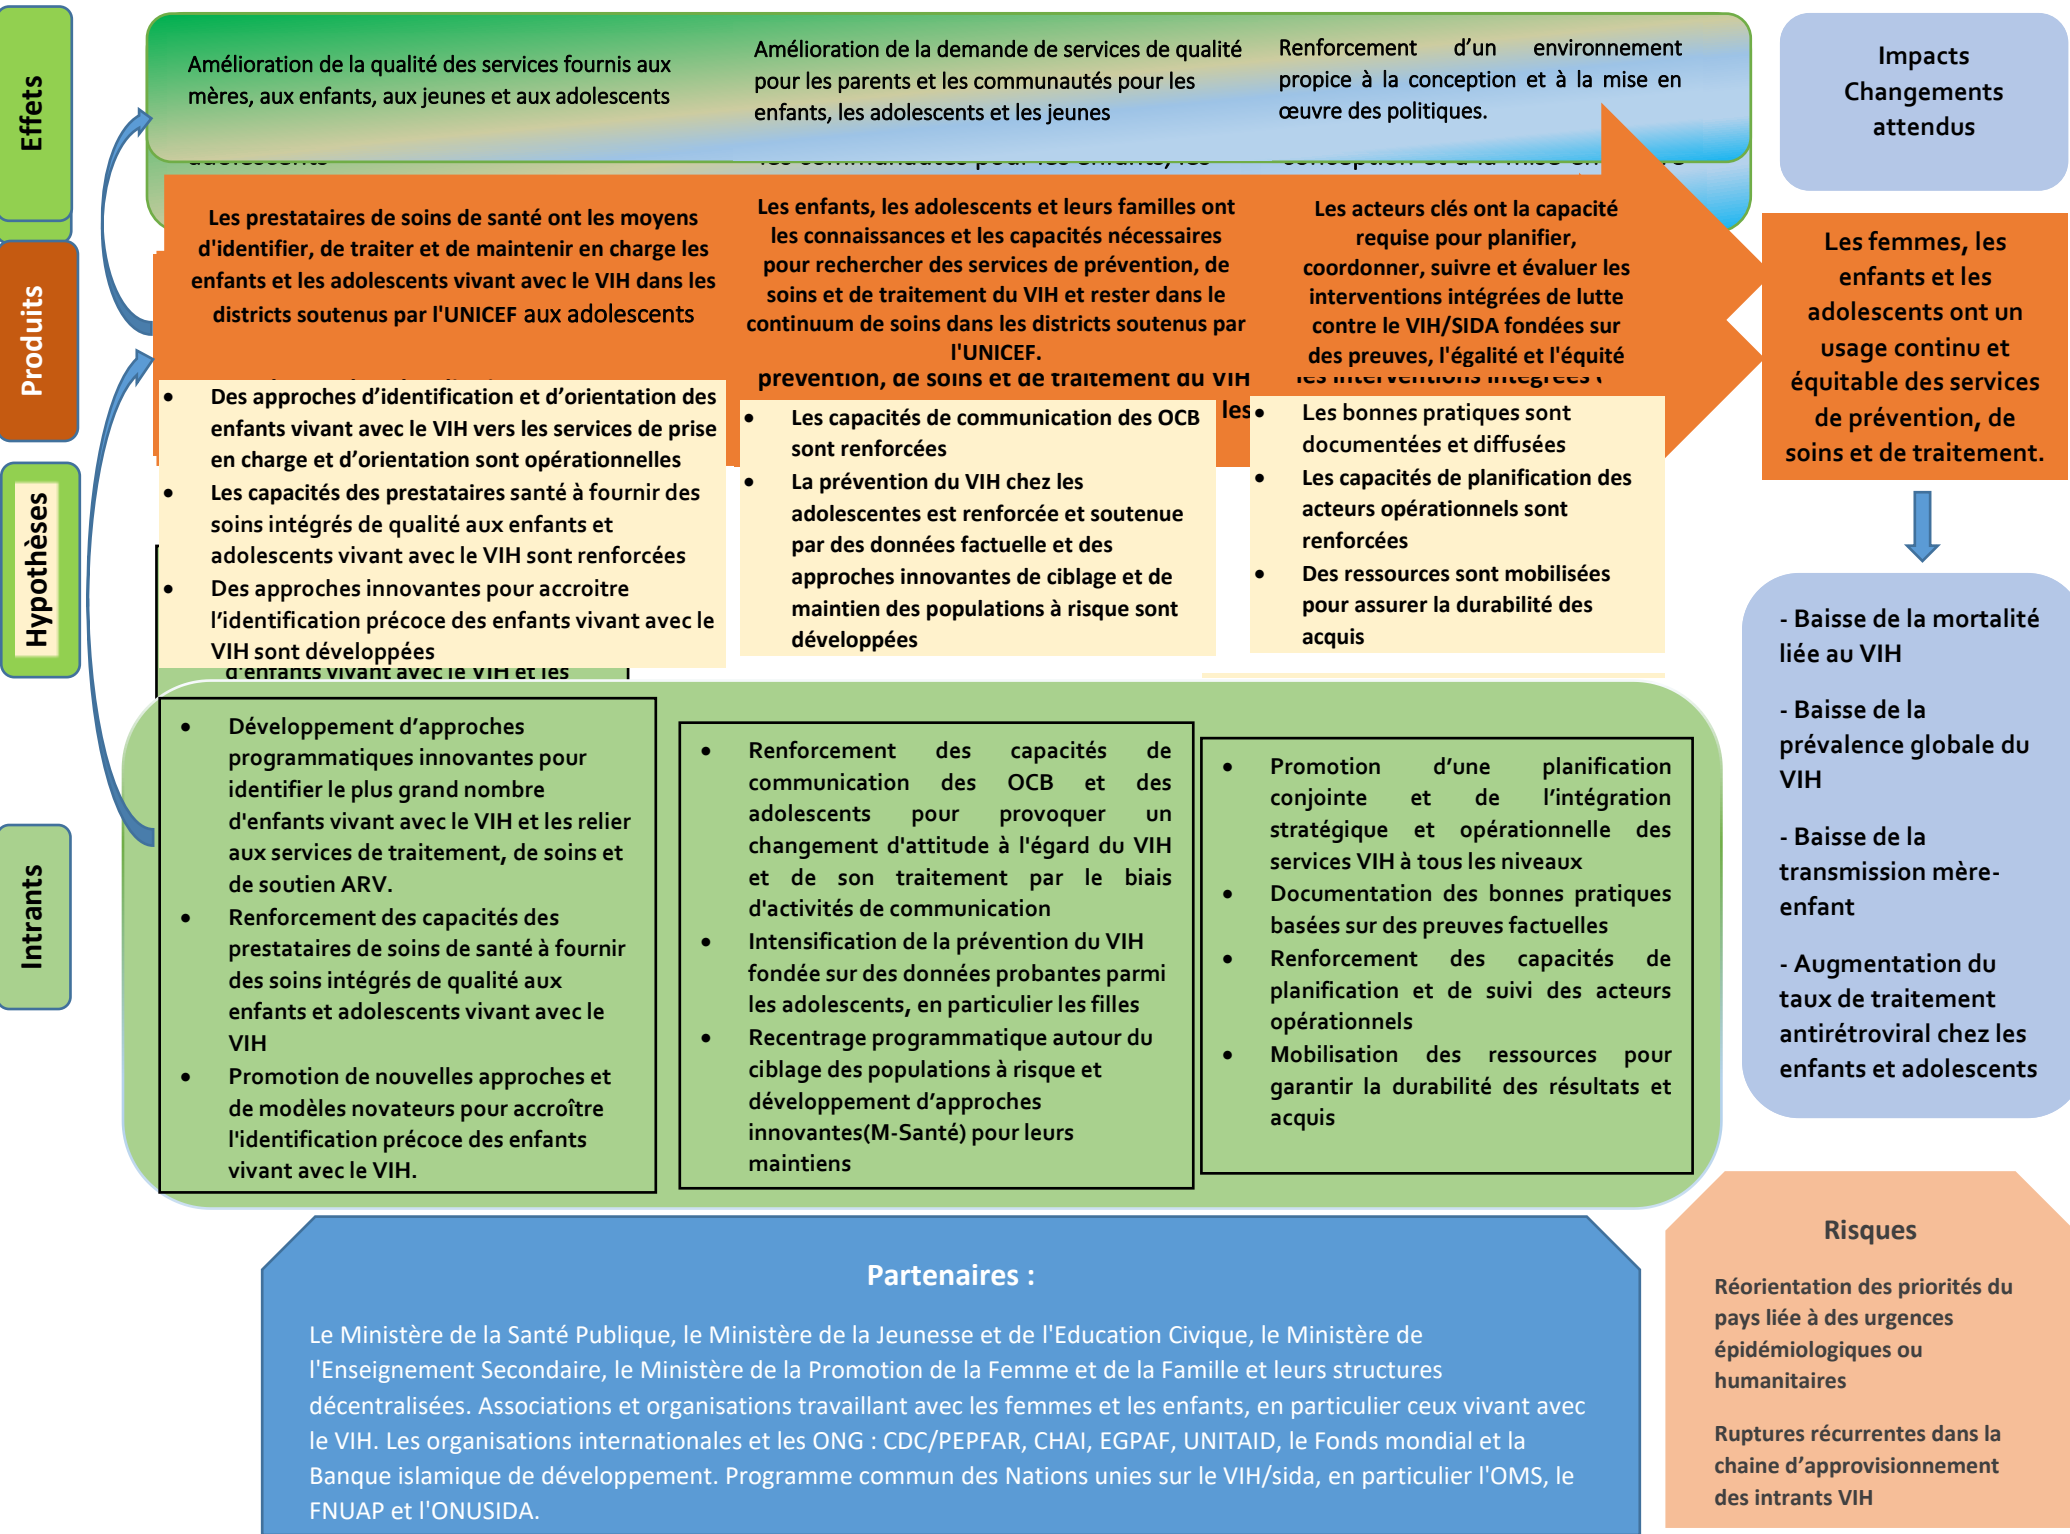 Effets
Amélioration de la qualité des services fournis aux
mères, aux enfants, aux jeunes et aux adolescents
Amélioration de la demande de services de qualité
pour les parents et les communautés pour les
enfants, les adolescents et les jeunes
Renforcement d’un environnement
propice à la conception et à la mise en
œuvre des politiques.
Impacts
Changements
attendus
Produits
Les prestataires de soins de santé ont les moyens
d'identifier, de traiter et de maintenir en charge les
enfants et les adolescents vivant avec le VIH dans les
districts soutenus par l'UNICEF aux adolescents
Les enfants, les adolescents et leurs familles ont
les connaissances et les capacités nécessaires
pour rechercher des services de prévention, de
soins et de traitement du VIH et rester dans le
continuum de soins dans les districts soutenus par
l'UNICEF.
prévention, de soins et de traitement du VIH
les
Les acteurs clés ont la capacité
requise pour planifier,
coordonner, suivre et évaluer les
interventions intégrées de lutte
contre le VIH/SIDA fondées sur
des preuves, l'égalité et l'équité
les interventions intégrées (
Les femmes, les
enfants et les
adolescents ont un
usage continu et
équitable des services
de prévention, de
soins et de traitement.
Hypothèses
• Des approches d’identification et d’orientation des
enfants vivant avec le VIH vers les services de prise
en charge et d’orientation sont opérationnelles
• Les capacités des prestataires santé à fournir des
soins intégrés de qualité aux enfants et
adolescents vivant avec le VIH sont renforcées
• Des approches innovantes pour accroitre
l’identification précoce des enfants vivant avec le
VIH sont développées
d'enfants vivant avec le VIH et les
• Les capacités de communication des OCB
sont renforcées
• La prévention du VIH chez les
adolescentes est renforcée et soutenue
par des données factuelle et des
approches innovantes de ciblage et de
maintien des populations à risque sont
développées
• Les bonnes pratiques sont
documentées et diffusées
• Les capacités de planification des
acteurs opérationnels sont
renforcées
• Des ressources sont mobilisées
pour assurer la durabilité des
acquis
- Baisse de la mortalité
liée au VIH
- Baisse de la
prévalence globale du
VIH
- Baisse de la
transmission mère-
enfant
- Augmentation du
taux de traitement
antirétroviral chez les
enfants et adolescents
Intrants
• Développement d’approches
programmatiques innovantes pour
identifier le plus grand nombre
d'enfants vivant avec le VIH et les relier
aux services de traitement, de soins et
de soutien ARV.
• Renforcement des capacités des
prestataires de soins de santé à fournir
des soins intégrés de qualité aux
enfants et adolescents vivant avec le
VIH
• Promotion de nouvelles approches et
de modèles novateurs pour accroître
l'identification précoce des enfants
vivant avec le VIH.
• Renforcement des capacités de
communication des OCB et des
adolescents pour provoquer un
changement d'attitude à l'égard du VIH
et de son traitement par le biais
d'activités de communication
• Intensification de la prévention du VIH
fondée sur des données probantes parmi
les adolescents, en particulier les filles
• Recentrage programmatique autour du
ciblage des populations à risque et
développement d’approches
innovantes(M-Santé) pour leurs
maintiens
• Promotion d’une planification
conjointe et de l’intégration
stratégique et opérationnelle des
services VIH à tous les niveaux
• Documentation des bonnes pratiques
basées sur des preuves factuelles
• Renforcement des capacités de
planification et de suivi des acteurs
opérationnels
• Mobilisation des ressources pour
garantir la durabilité des résultats et
acquis
Partenaires :
Le Ministère de la Santé Publique, le Ministère de la Jeunesse et de l'Education Civique, le Ministère de
l'Enseignement Secondaire, le Ministère de la Promotion de la Femme et de la Famille et leurs structures
décentralisées. Associations et organisations travaillant avec les femmes et les enfants, en particulier ceux vivant avec
le VIH. Les organisations internationales et les ONG : CDC/PEPFAR, CHAI, EGPAF, UNITAID, le Fonds mondial et la
Banque islamique de développement. Programme commun des Nations unies sur le VIH/sida, en particulier l'OMS, le
FNUAP et l'ONUSIDA.
Risques
Réorientation des priorités du
pays liée à des urgences
épidémiologiques ou
humanitaires
Ruptures récurrentes dans la
chaine d’approvisionnement
des intrants VIH